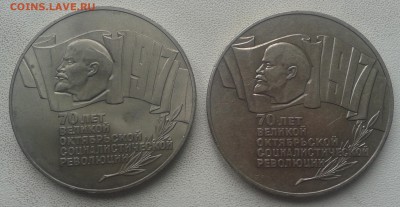 COINS.LAVE.RU
1917
70 ЛЕТ
ВЕЛИКОЙ
ОКТЯБРЬСКОЙ
СОЦИАЛИСТИЧЕСКОЙ
РЕВОЛЮЦИИ
1917
70 ЛЕТ
ВЕЛИКОЙ
ОКТЯБРЬСКОЙ
СОЦИАЛИСТИЧЕСКОЙ
РЕВОЛЮЦИИ